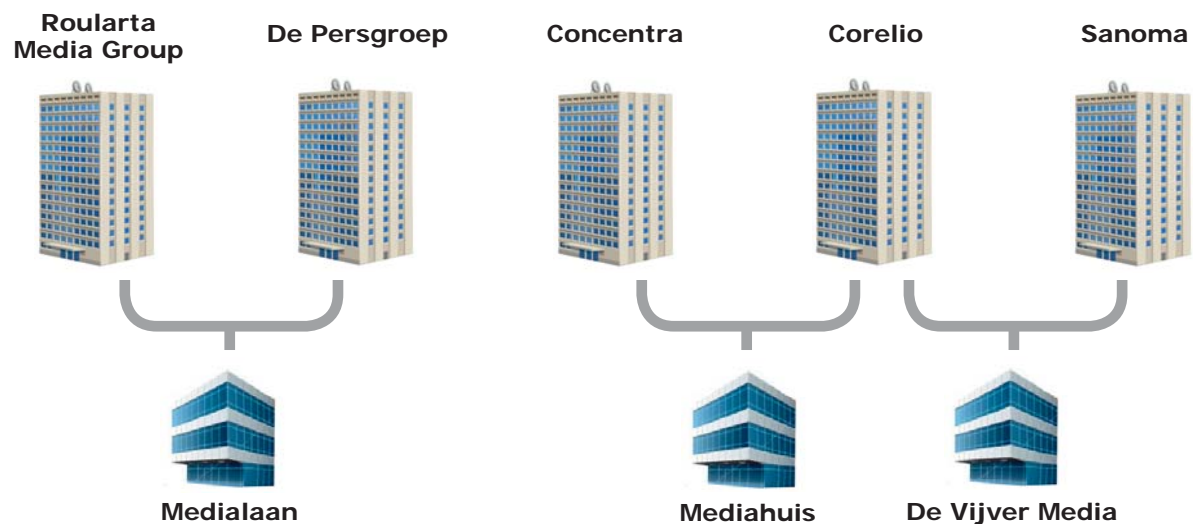 Roularta
Media Group
De Persgroep
Concentra
Corelio
Sanoma
Medialaan
Mediahuis
De Vijver Media